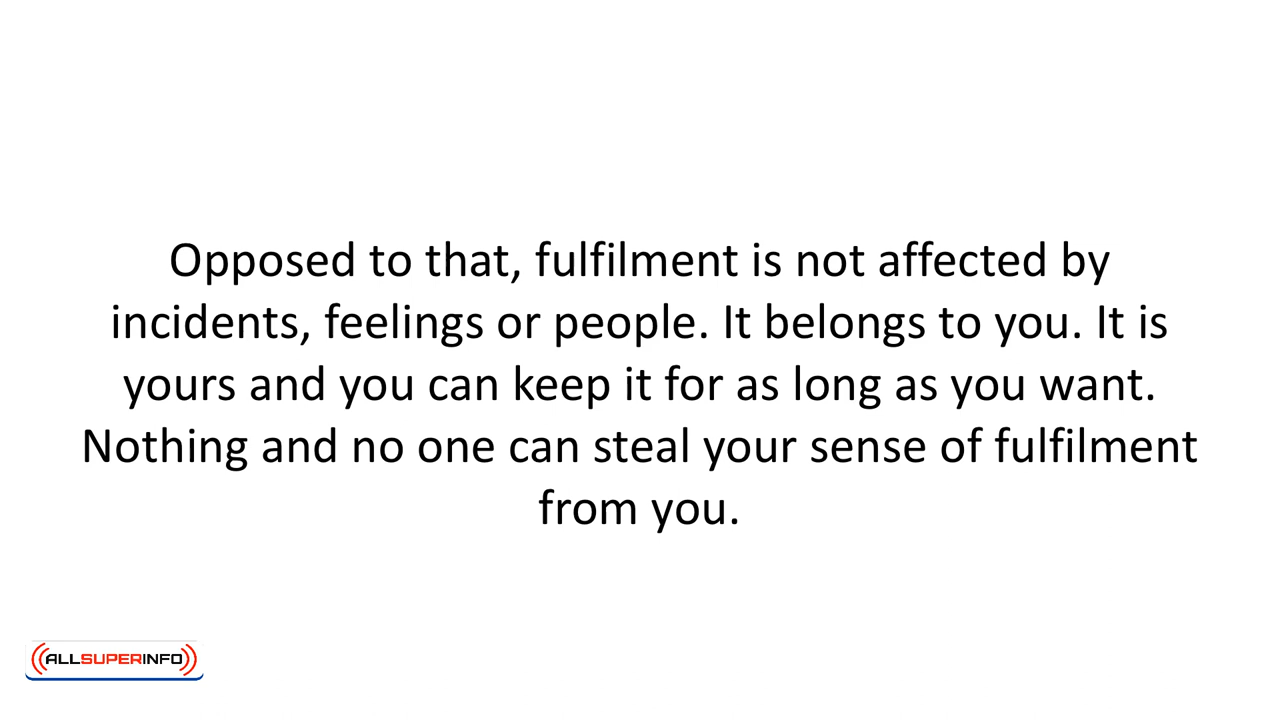 Opposed to that, fulfilment is not affected by
incidents, feelings or people. It belongs to you. It is
yours and you can keep it for as long as you want.
Nothing and no one can steal your sense of fulfilment
from you.
ALLSUPERINFO